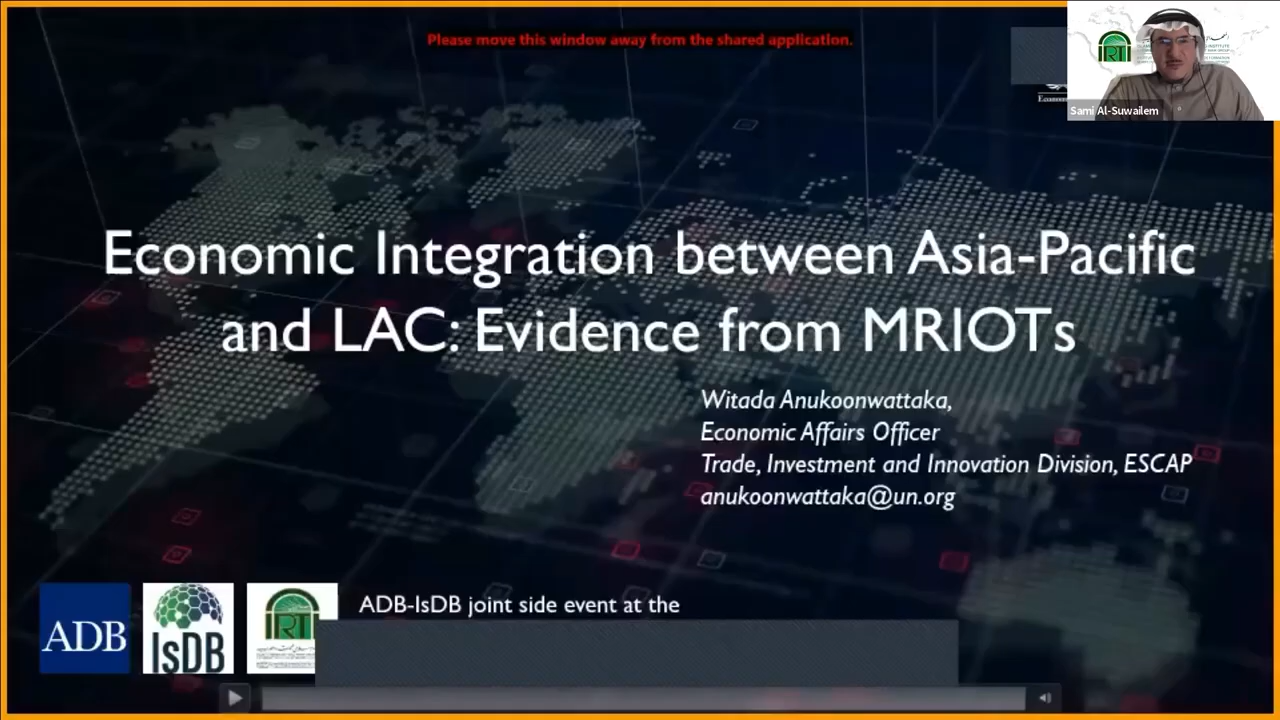 Please move this window away from the shared application.
Sami Al-Suwailem
Economic Integration between Asia-Pacific
and LAC: Evidence from MRIOTs
Witada Anukoonwattaka,
Economic Affairs Officer
Trade, Investment and Innovation Division, ESCAP
anukoonwattaka@un.org
ADB
IsDB
IRTI
ADB-IsDB joint side event at the